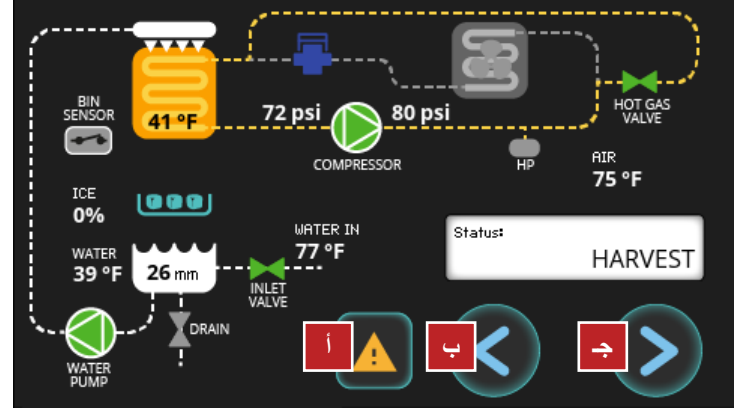 BIN
SENSOR
41 °F
72 psi
80 psi
COMPRESSOR
HP
HOT GAS
VALVE
AIR
75 °F
ICE
0%
WATER
39 °F
26 mm
WATER IN
77 °F
INLET
VALVE
DRAIN
WATER
PUMP
Status:
HARVEST
أ
ب
جـ